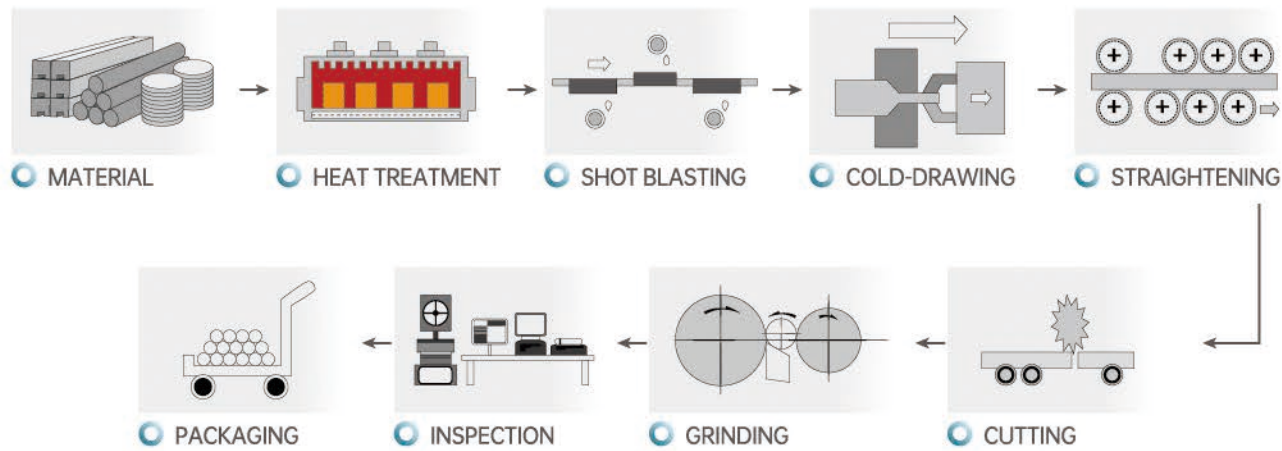 MATERIAL
HEAT TREATMENT
SHOT BLASTING
COLD-DRAWING
STRAIGHTENING
PACKAGING
INSPECTION
GRINDING
CUTTING